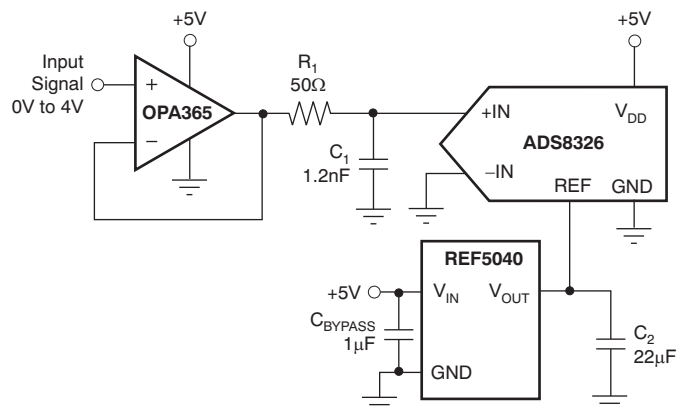 +5V
Input
Signal
0V to 4V
+
−
OPA365
R1
50Ω
C1
1.2nF
+5V
+IN
−IN
VDD
ADS8326
REF
GND
REF5040
+5V
VIN
VOUT
CBYPASS
1µF
GND
C2
22µF